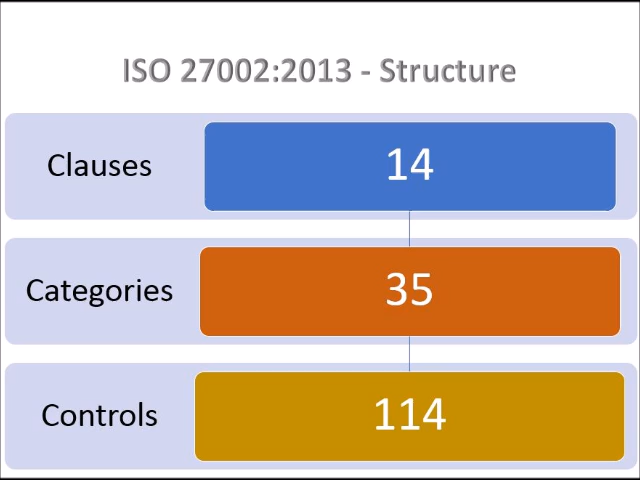 ISO 27002:2013 - Structure
Clauses 14
Categories 35
Controls 114